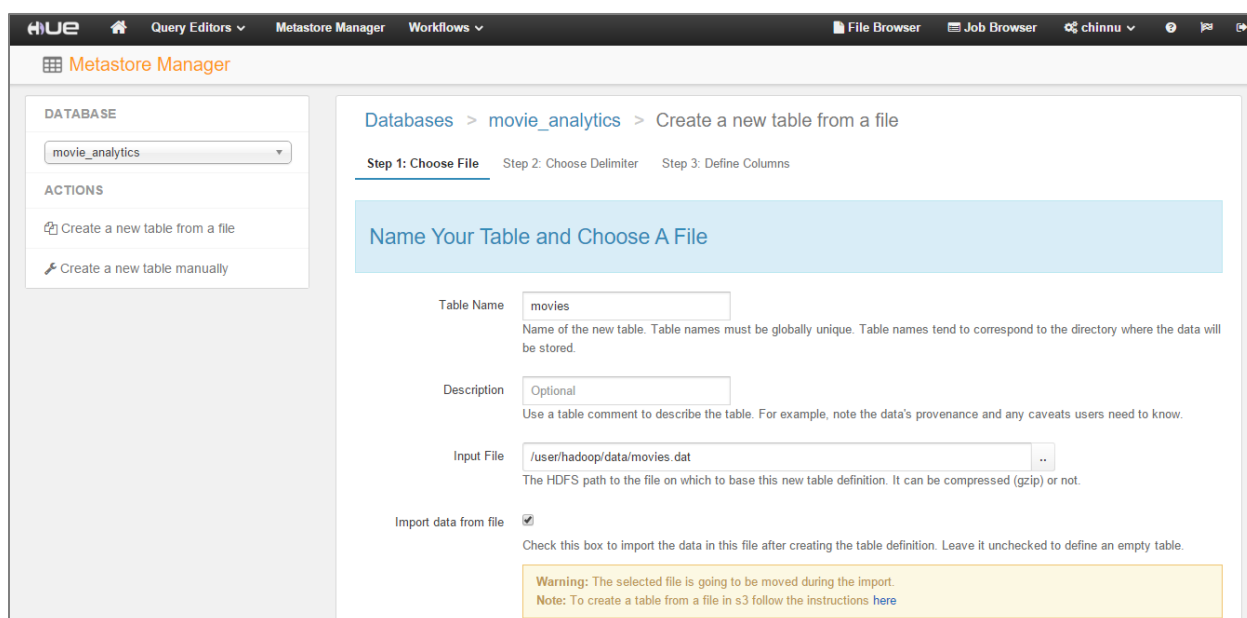 HUE Query Editors Metastore Manager Workflows File Browser Job Browser chinnu
Metastore Manager
DATABASE
movie_analytics
ACTIONS
Create a new table from a file
Create a new table manually
Databases > movie_analytics > Create a new table from a file
Step 1: Choose File Step 2: Choose Delimiter Step 3: Define Columns
Name Your Table and Choose A File
Table Name movies
Name of the new table. Table names must be globally unique. Table names tend to correspond to the directory where the data will
be stored.
Description Optional
Use a table comment to describe the table. For example, note the data's provenance and any caveats users need to know.
Input File /user/hadoop/data/movies.dat ..
The HDFS path to the file on which to base this new table definition. It can be compressed (gzip) or not.
Import data from file
Check this box to import the data in this file after creating the table definition. Leave it unchecked to define an empty table.
Warning: The selected file is going to be moved during the import.
Note: To create a table from a file in s3 follow the instructions here